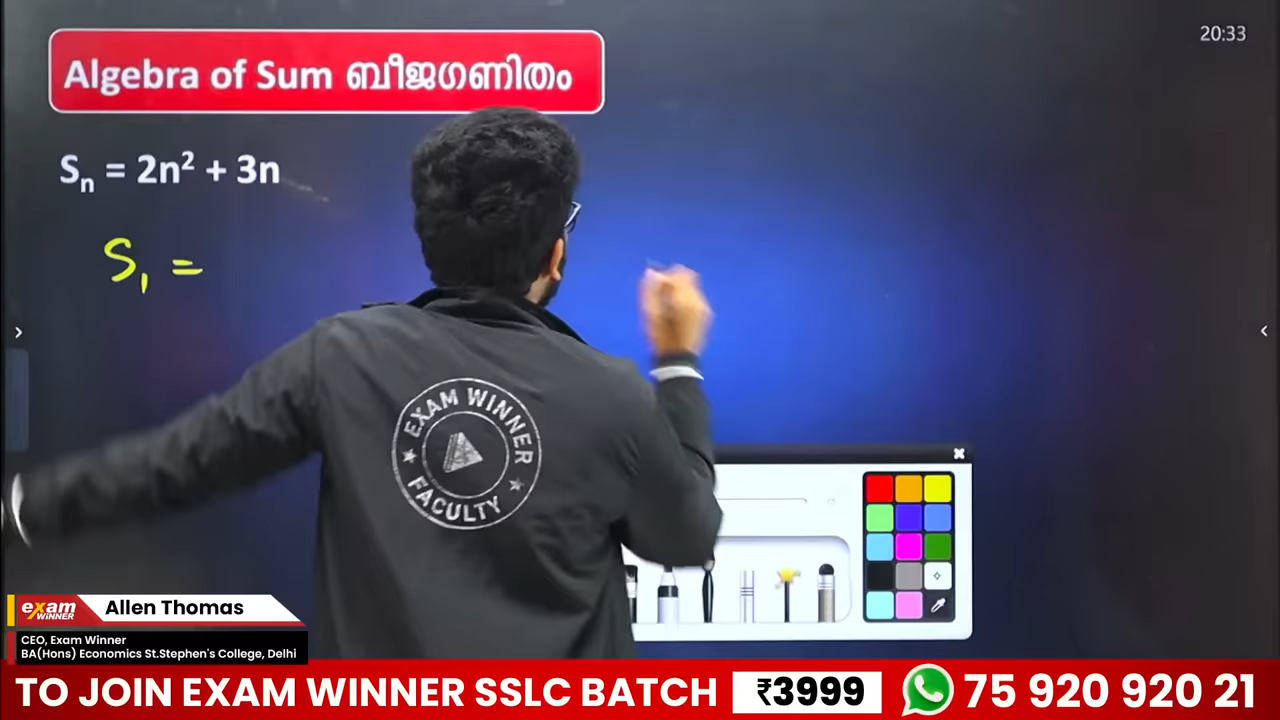 20:33
Algebra of Sum ബീജഗണിതം
Sn = 2n² + 3n
S₁ =
EXAM WINNER
FACULTY
exam WINNER
Allen Thomas
CEO, Exam Winner
BA(Hons) Economics St.Stephen's College, Delhi
TO JOIN EXAM WINNER SSLC BATCH ₹3999 75 920 920 21